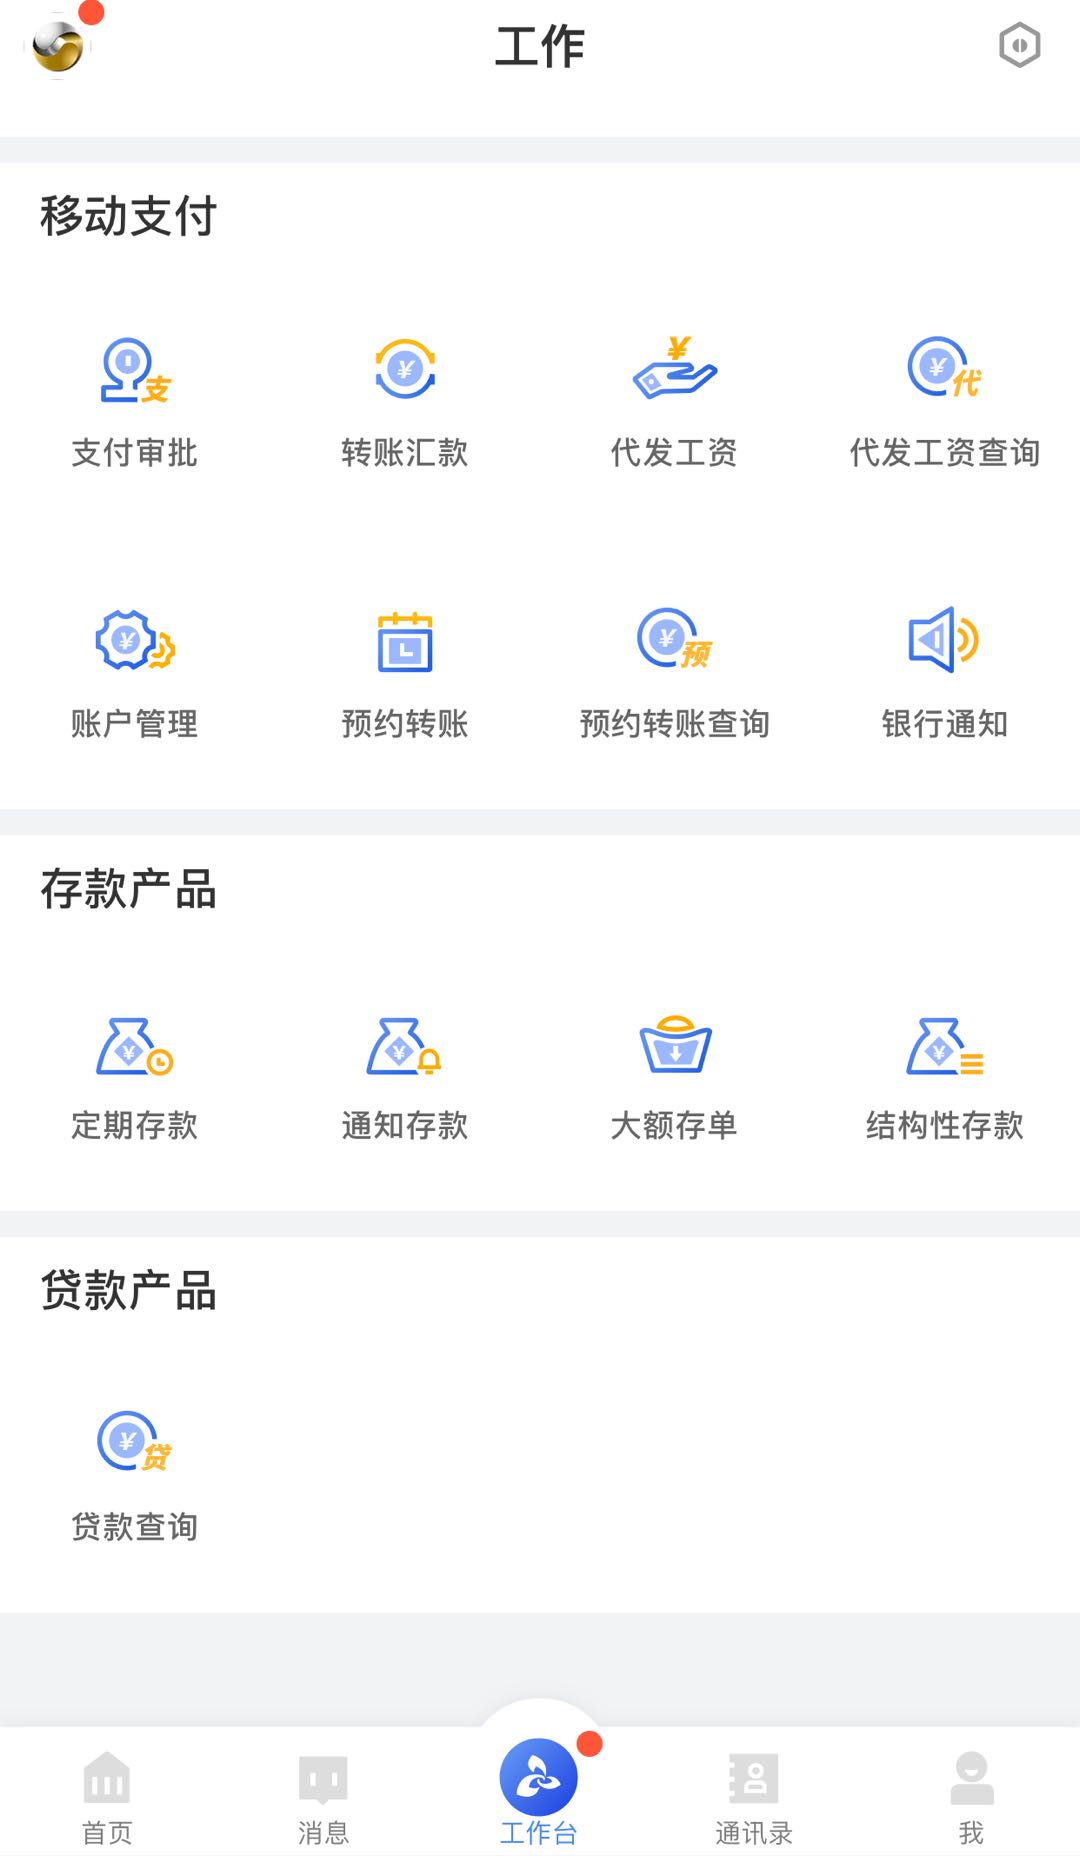 工作
移动支付
支付审批 转账汇款 代发工资 代发工资查询
账户管理 预约转账 预约转账查询 银行通知
存款产品
定期存款 通知存款 大额存单 结构性存款
贷款产品
贷款查询
首页 消息 工作台 通讯录 我